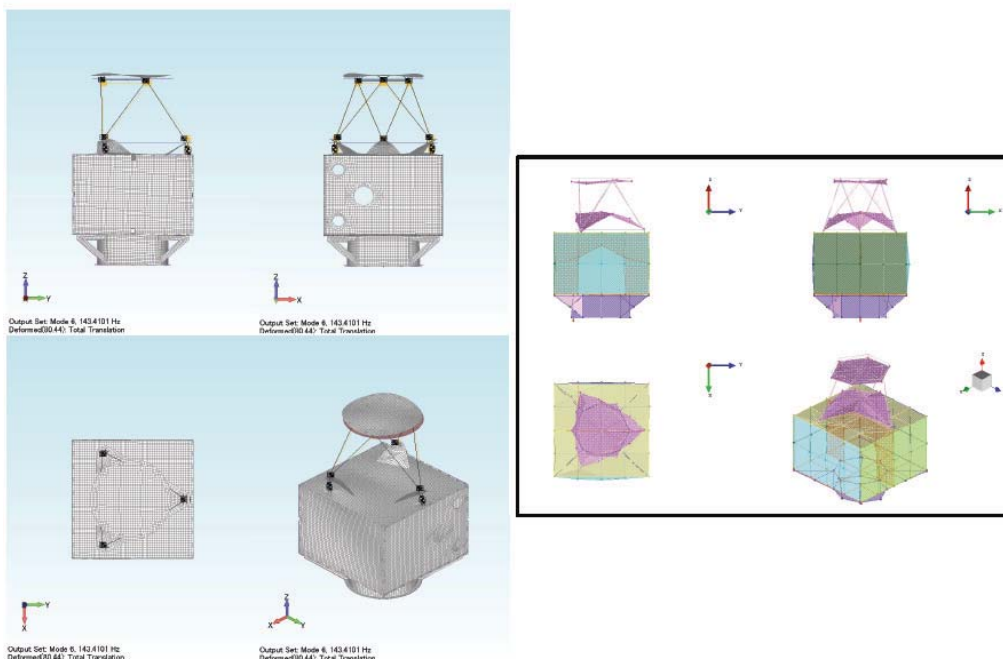 Z
Y
Z
X
Output Set: Mode 6, 143.4101 Hz
Deformed(80.44): Total Translation
Output Set: Mode 6, 143.4101 Hz
Deformed(80.44): Total Translation
Y
X
Z
Y
X
Output Set: Mode 6, 143.4101 Hz
Deformed(80.44): Total Translation
Output Set: Mode 6, 143.4101 Hz
Deformed(80.44): Total Translation
Y
Y